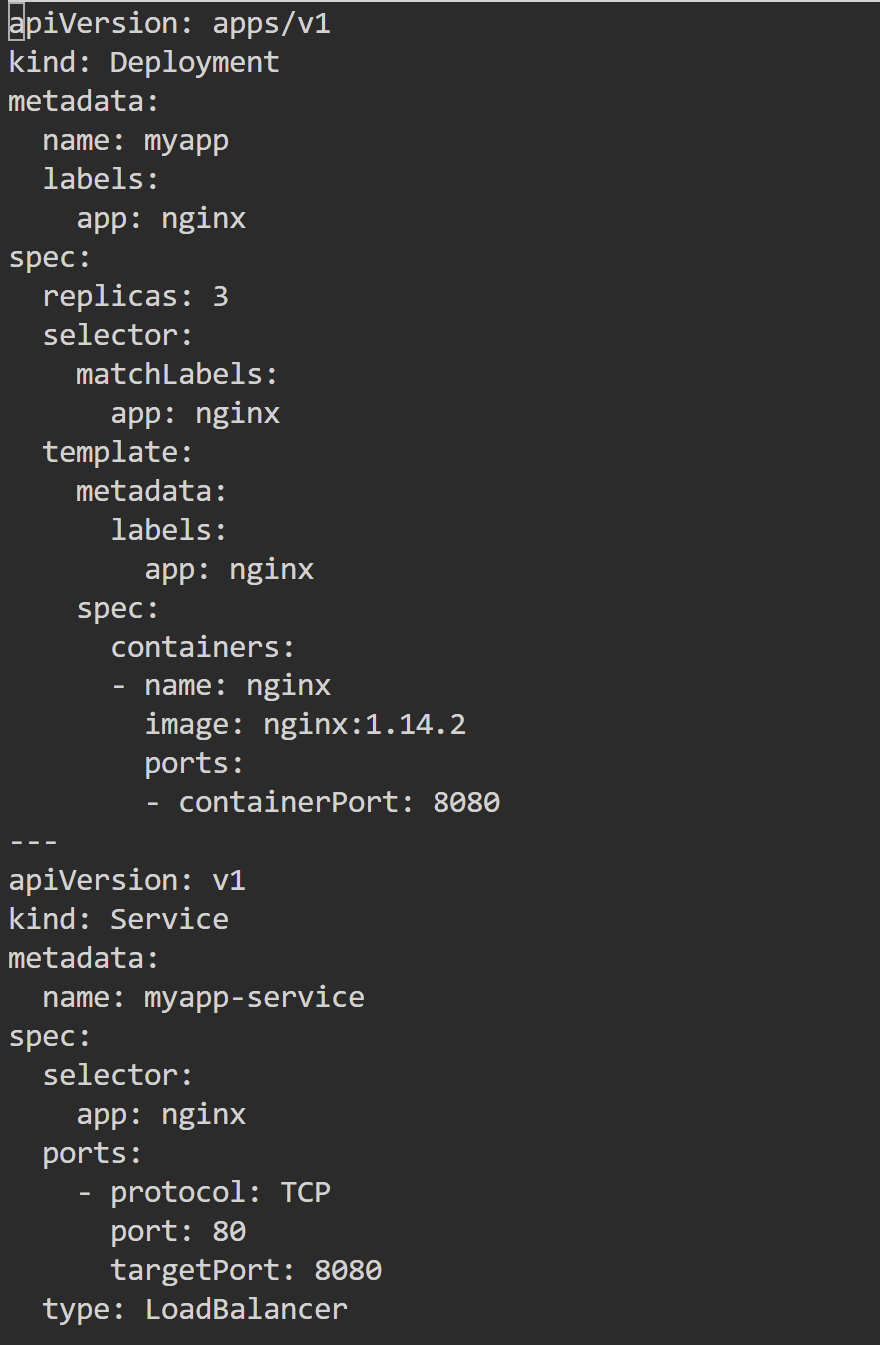 apiVersion: apps/v1
kind: Deployment
metadata:
  name: myapp
  labels:
    app: nginx
spec:
  replicas: 3
  selector:
    matchLabels:
      app: nginx
  template:
    metadata:
      labels:
        app: nginx
    spec:
      containers:
      - name: nginx
        image: nginx:1.14.2
        ports:
        - containerPort: 8080
---
apiVersion: v1
kind: Service
metadata:
  name: myapp-service
spec:
  selector:
    app: nginx
  ports:
    - protocol: TCP
      port: 80
      targetPort: 8080
  type: LoadBalancer